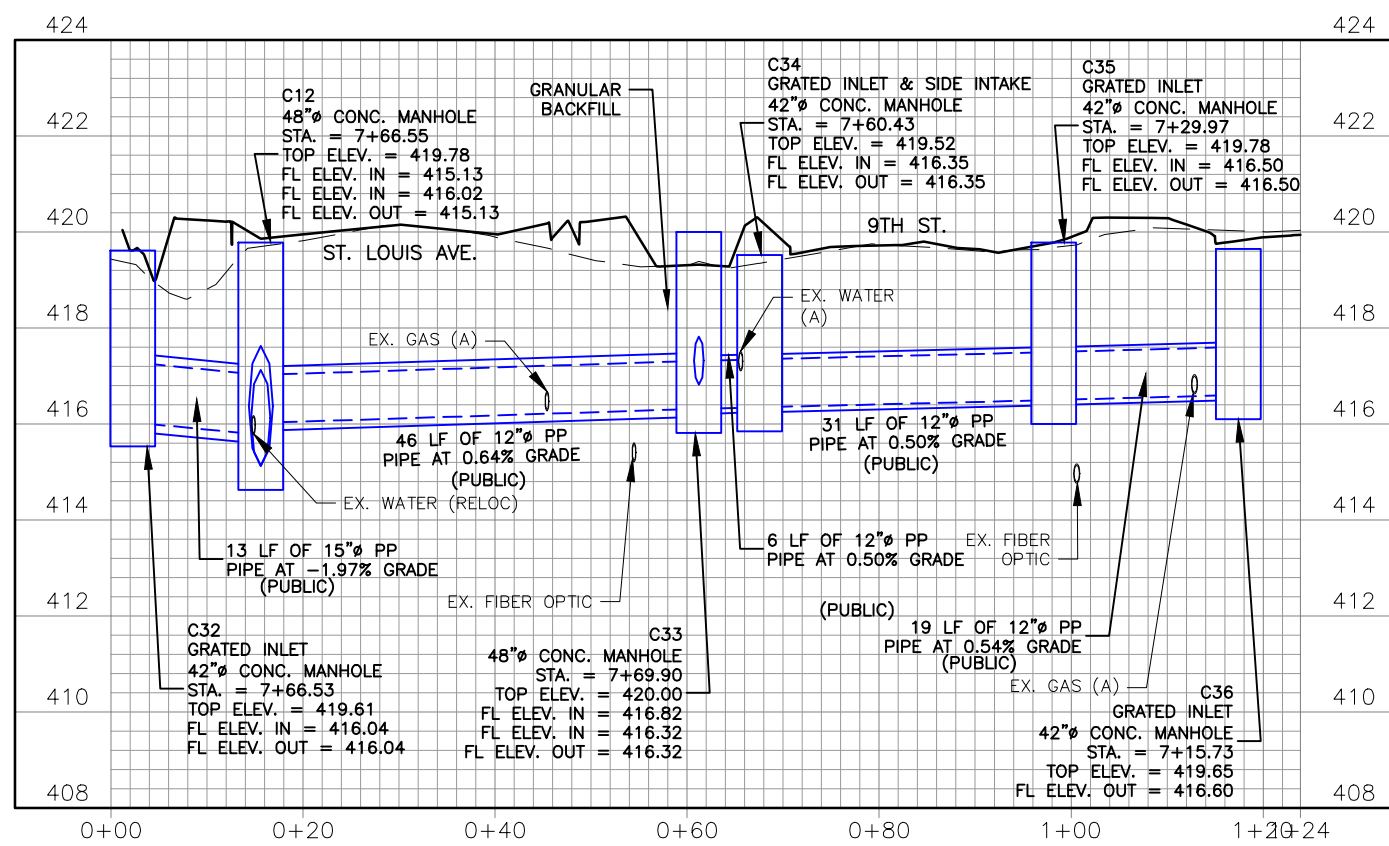 424
424
C12
48"ø CONC. MANHOLE
STA. = 7+66.55
TOP ELEV. = 419.78
FL ELEV. IN = 415.13
FL ELEV. IN = 416.02
FL ELEV. OUT = 415.13
GRANULAR
BACKFILL
C34
GRATED INLET & SIDE INTAKE
42"ø CONC. MANHOLE
STA. = 7+60.43
TOP ELEV. = 419.52
FL ELEV. IN = 416.35
FL ELEV. OUT = 416.35
C35
GRATED INLET
42"ø CONC. MANHOLE
STA. = 7+29.97
TOP ELEV. = 419.78
FL ELEV. IN = 416.50
FL ELEV. OUT = 416.50
422
422
420
420
ST. LOUIS AVE.
9TH ST.
418
418
EX. WATER
(A)
EX. GAS (A)
416
416
46 LF OF 12"ø PP
PIPE AT 0.64% GRADE
(PUBLIC)
31 LF OF 12"ø PP
PIPE AT 0.50% GRADE
(PUBLIC)
EX. WATER (RELOC)
414
414
13 LF OF 15"ø PP
PIPE AT -1.97% GRADE
(PUBLIC)
6 LF OF 12"ø PP
PIPE AT 0.50% GRADE
(PUBLIC)
EX. FIBER
OPTIC
EX. FIBER OPTIC
412
412
19 LF OF 12"ø PP
PIPE AT 0.54% GRADE
(PUBLIC)
EX. GAS (A)
C32
GRATED INLET
42"ø CONC. MANHOLE
STA. = 7+66.53
TOP ELEV. = 419.61
FL ELEV. IN = 416.04
FL ELEV. OUT = 416.04
C33
48"ø CONC. MANHOLE
STA. = 7+69.90
TOP ELEV. = 420.00
FL ELEV. IN = 416.82
FL ELEV. IN = 416.32
FL ELEV. OUT = 416.32
C36
GRATED INLET
42"ø CONC. MANHOLE
STA. = 7+15.73
TOP ELEV. = 419.65
FL ELEV. OUT = 416.60
410
410
408
408
0+00
0+20
0+40
0+60
0+80
1+00
1+20
1+24